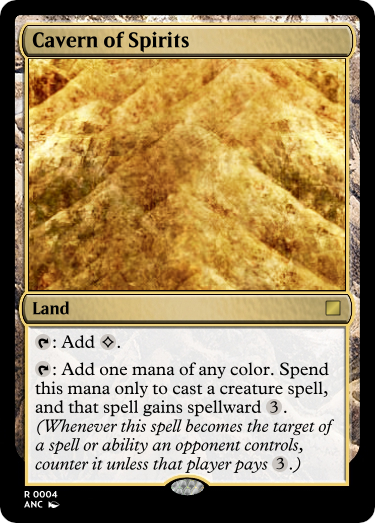 Cavern of Spirits
Land
: Add .
: Add one mana of any color. Spend
this mana only to cast a creature spell,
and that spell gains spellward 3.
(Whenever this spell becomes the target of
a spell or ability an opponent controls,
counter it unless that player pays 3.)
R 0004
ANC